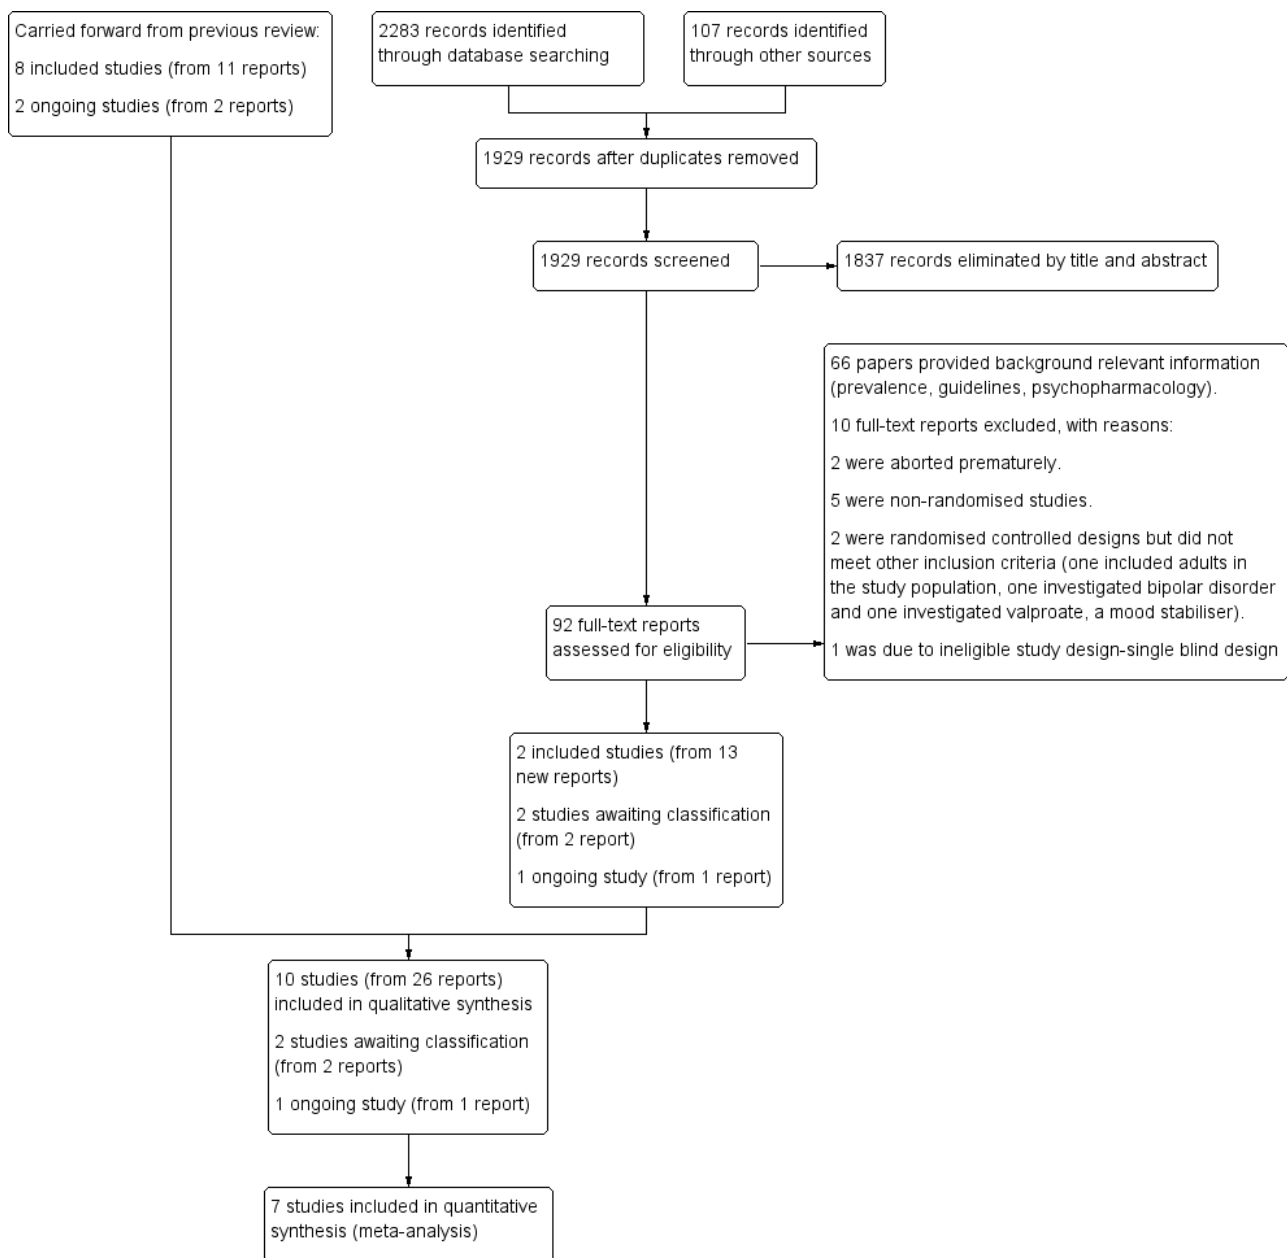 Carried forward from previous review:
8 included studies (from 11 reports)
2 ongoing studies (from 2 reports)
2283 records identified
through database searching
107 records identified
through other sources
1929 records after duplicates removed
1929 records screened
1837 records eliminated by title and abstract
66 papers provided background relevant information
(prevalence, guidelines, psychopharmacology).
10 full-text reports excluded, with reasons:
2 were aborted prematurely.
5 were non-randomised studies.
2 were randomised controlled designs but did not
meet other inclusion criteria (one included adults in
the study population, one investigated bipolar disorder
and one investigated valproate, a mood stabiliser).
1 was due to ineligible study design-single blind design
92 full-text reports
assessed for eligibility
2 included studies (from 13
new reports)
2 studies awaiting classification
(from 2 report)
1 ongoing study (from 1 report)
10 studies (from 26 reports)
included in qualitative synthesis
2 studies awaiting classification
(from 2 reports)
1 ongoing study (from 1 report)
7 studies included in quantitative
synthesis (meta-analysis)